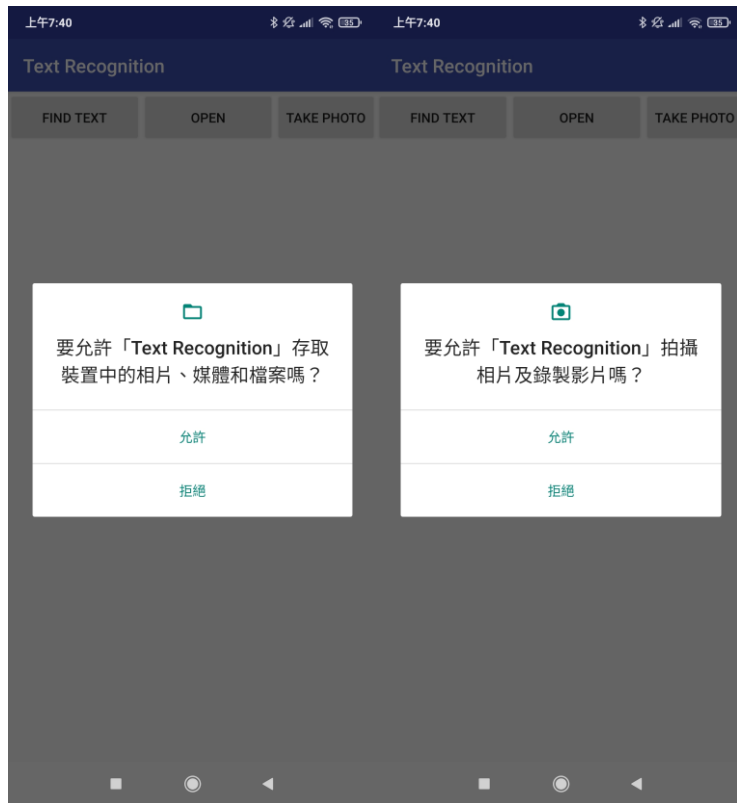 上午7:40
35
Text Recognition
FIND TEXT
OPEN
TAKE PHOTO
要允許「Text Recognition」存取
裝置中的相片、媒體和檔案嗎？
允許
拒絕
上午7:40
35
Text Recognition
FIND TEXT
OPEN
TAKE PHOTO
要允許「Text Recognition」拍攝
相片及錄製影片嗎？
允許
拒絕